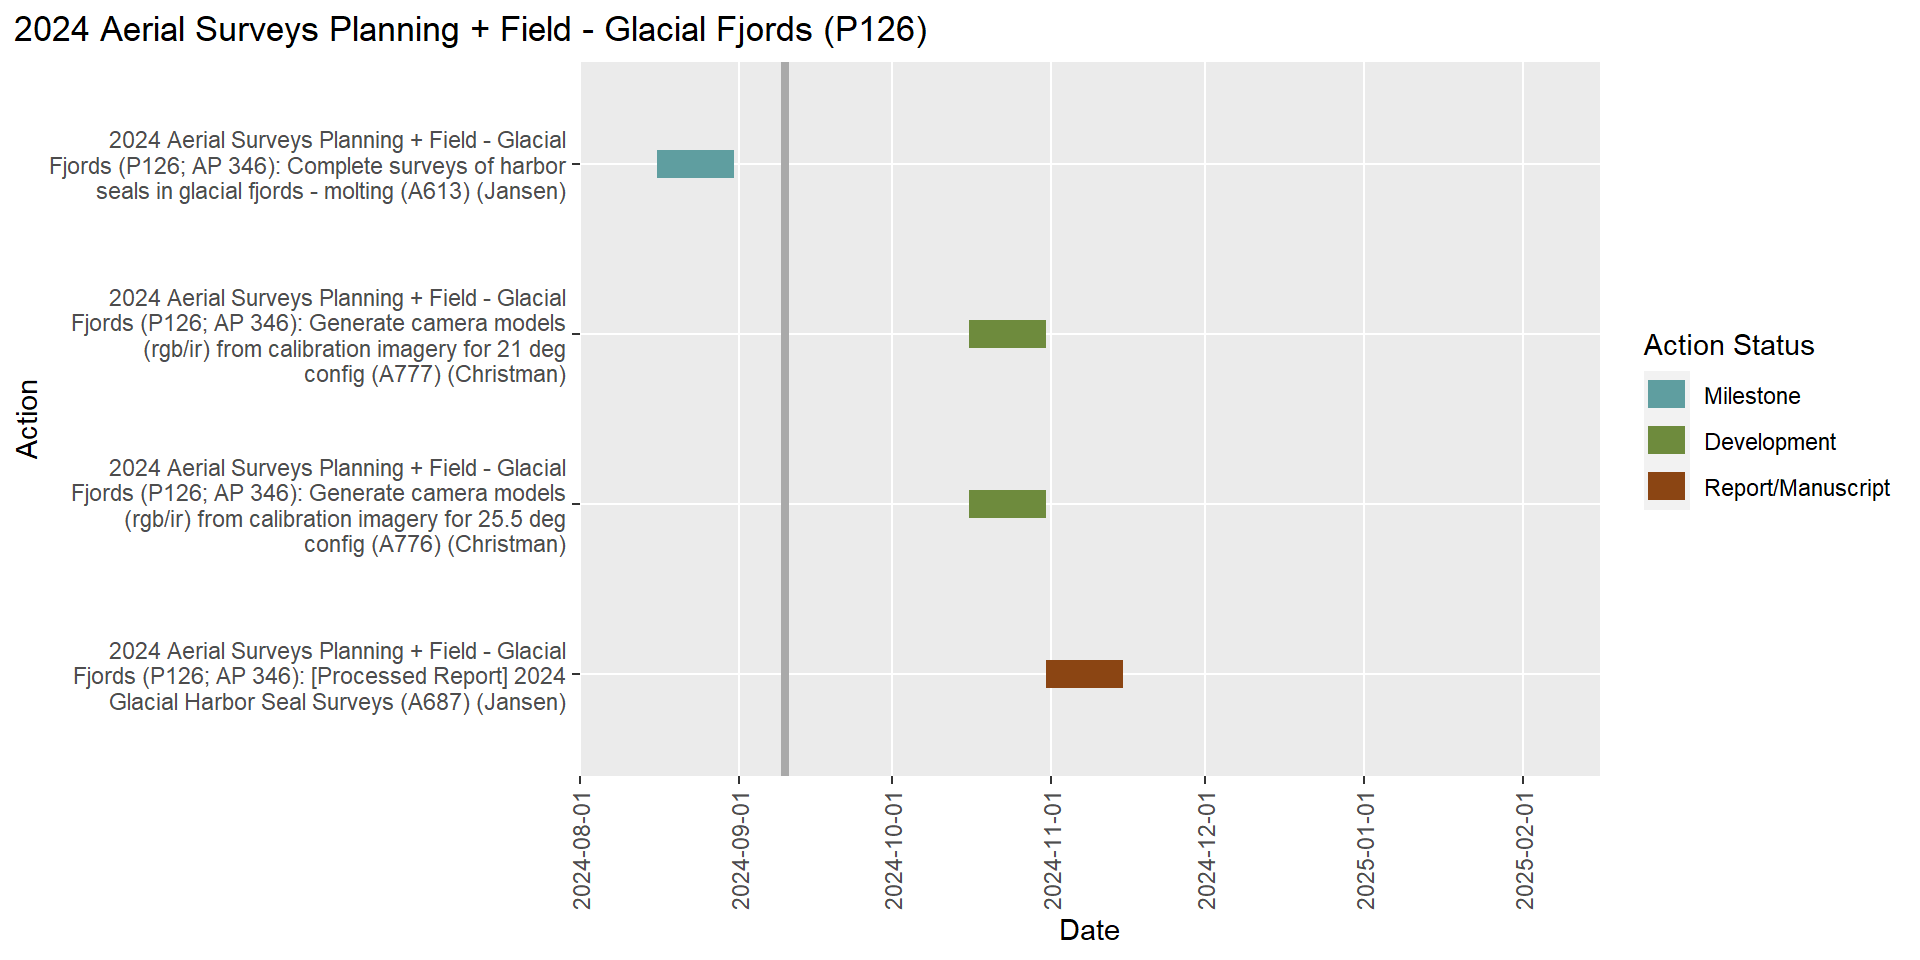 2024 Aerial Surveys Planning + Field - Glacial Fjords (P126)
Action
2024 Aerial Surveys Planning + Field - Glacial
Fjords (P126; AP 346): Complete surveys of harbor
seals in glacial fjords - molting (A613) (Jansen)
2024 Aerial Surveys Planning + Field - Glacial
Fjords (P126; AP 346): Generate camera models
(rgb/ir) from calibration imagery for 21 deg
config (A777) (Christman)
2024 Aerial Surveys Planning + Field - Glacial
Fjords (P126; AP 346): Generate camera models
(rgb/ir) from calibration imagery for 25.5 deg
config (A776) (Christman)
2024 Aerial Surveys Planning + Field - Glacial
Fjords (P126; AP 346): [Processed Report] 2024
Glacial Harbor Seal Surveys (A687) (Jansen)
2024-08-01
2024-09-01
2024-10-01
2024-11-01
2024-12-01
2025-01-01
2025-02-01
Date
Action Status
Milestone
Development
Report/Manuscript